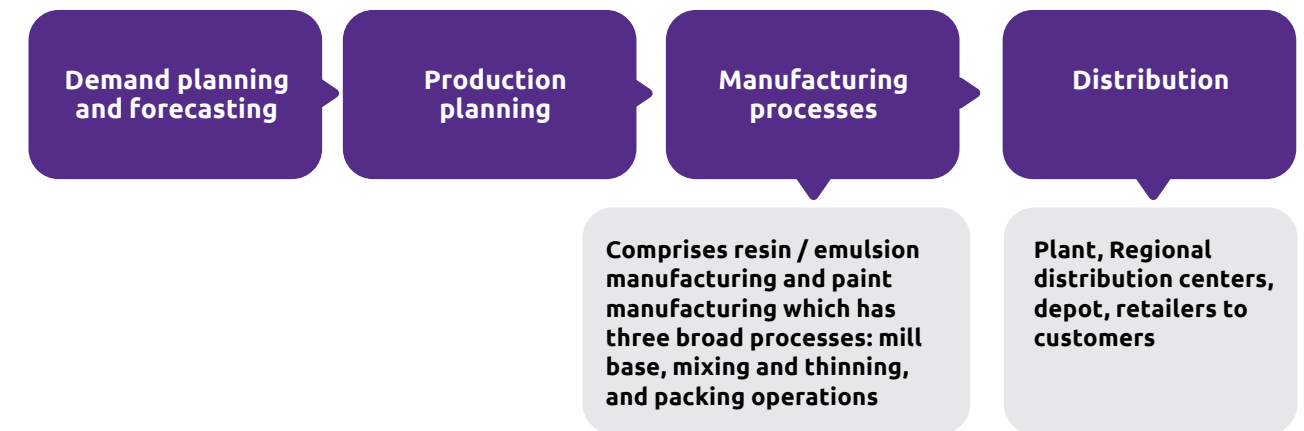 Demand planning
and forecasting
Production
planning
Manufacturing
processes
Distribution
Comprises resin / emulsion
manufacturing and paint
manufacturing which has
three broad processes: mill
base, mixing and thinning,
and packing operations
Plant, Regional
distribution centers,
depot, retailers to
customers